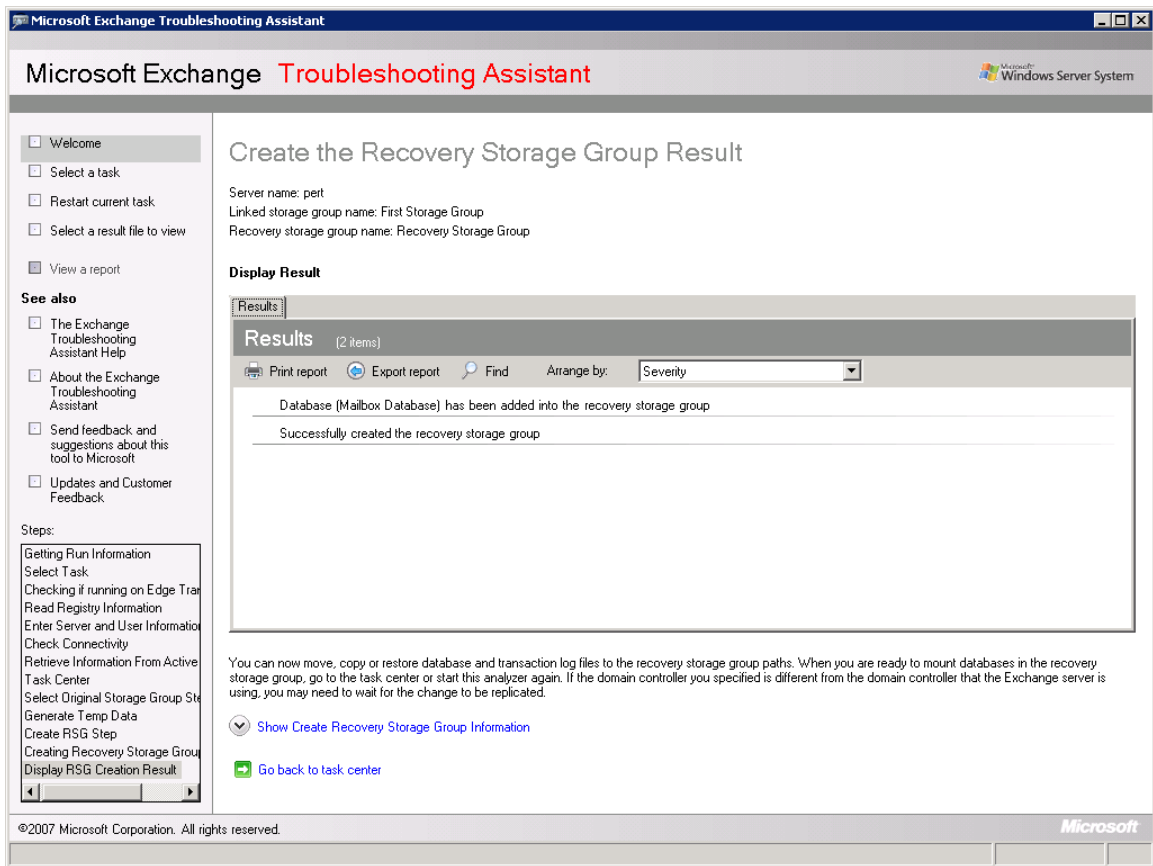 Microsoft Exchange Troubleshooting Assistant
Microsoft Exchange Troubleshooting Assistant
Microsoft
Windows Server System
Welcome
Select a task
Restart current task
Select a result file to view
View a report
See also
The Exchange
Troubleshooting
Assistant Help
About the Exchange
Troubleshooting
Assistant
Send feedback and
suggestions about this
tool to Microsoft
Updates and Customer
Feedback
Steps:
Getting Run Information
Select Task
Checking if running on Edge Tra
Read Registry Information
Enter Server and User Informatio
Check Connectivity
Retrieve Information From Active
Task Center
Select Original Storage Group Ste
Generate Temp Data
Create RSG Step
Creating Recovery Storage Grou
Display RSG Creation Result
Create the Recovery Storage Group Result
Server name: pert
Linked storage group name: First Storage Group
Recovery storage group name: Recovery Storage Group
Display Result
Results
Results (2 items)
Print report Export report Find Arrange by: Severity
Database (Mailbox Database) has been added into the recovery storage group
Successfully created the recovery storage group
You can now move, copy or restore database and transaction log files to the recovery storage group paths. When you are ready to mount databases in the recovery
storage group, go to the task center or start this analyzer again. If the domain controller you specified is different from the domain controller that the Exchange server is
using, you may need to wait for the change to be replicated.
Show Create Recovery Storage Group Information
Go back to task center
©2007 Microsoft Corporation. All rights reserved.
Microsoft